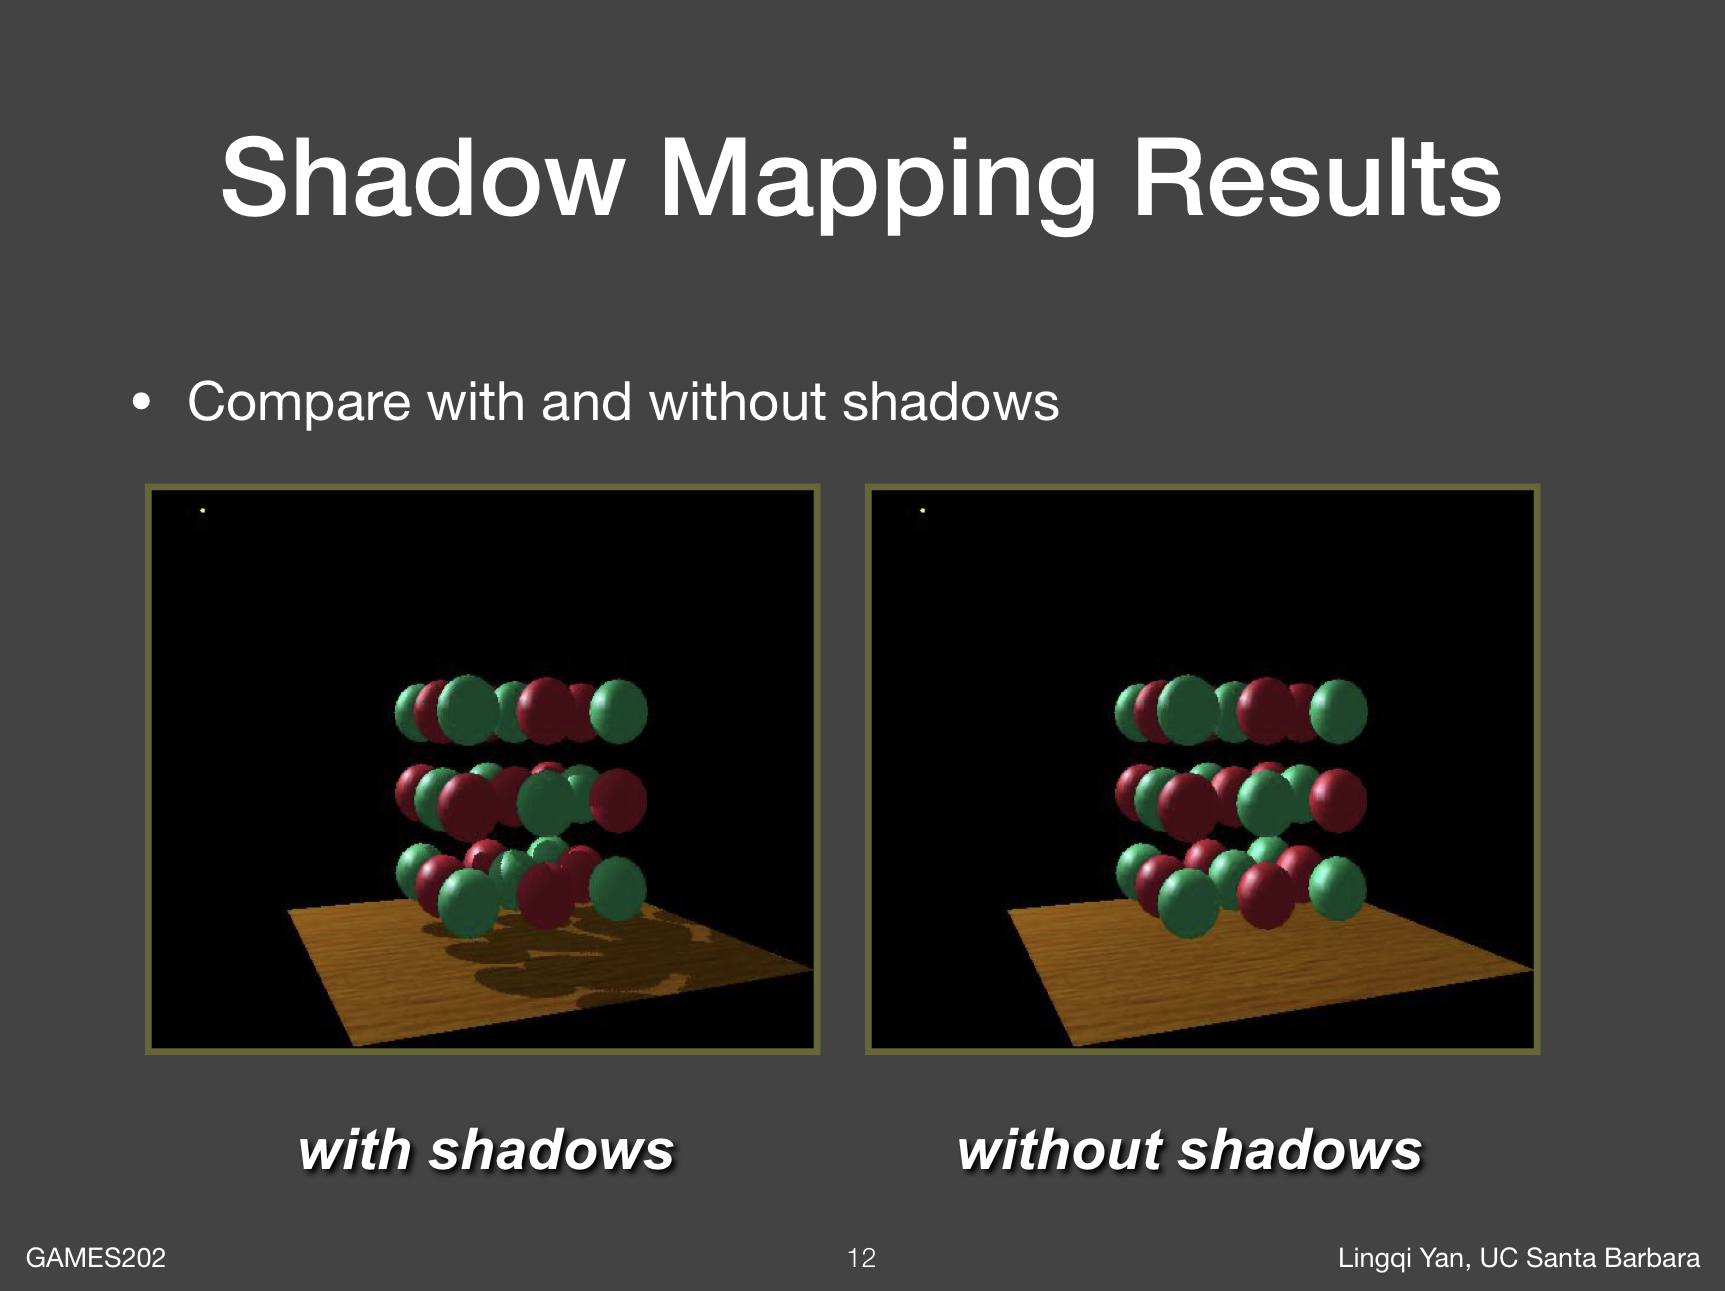 Shadow Mapping Results
• Compare with and without shadows
with shadows
without shadows
GAMES202
12
Lingqi Yan, UC Santa Barbara